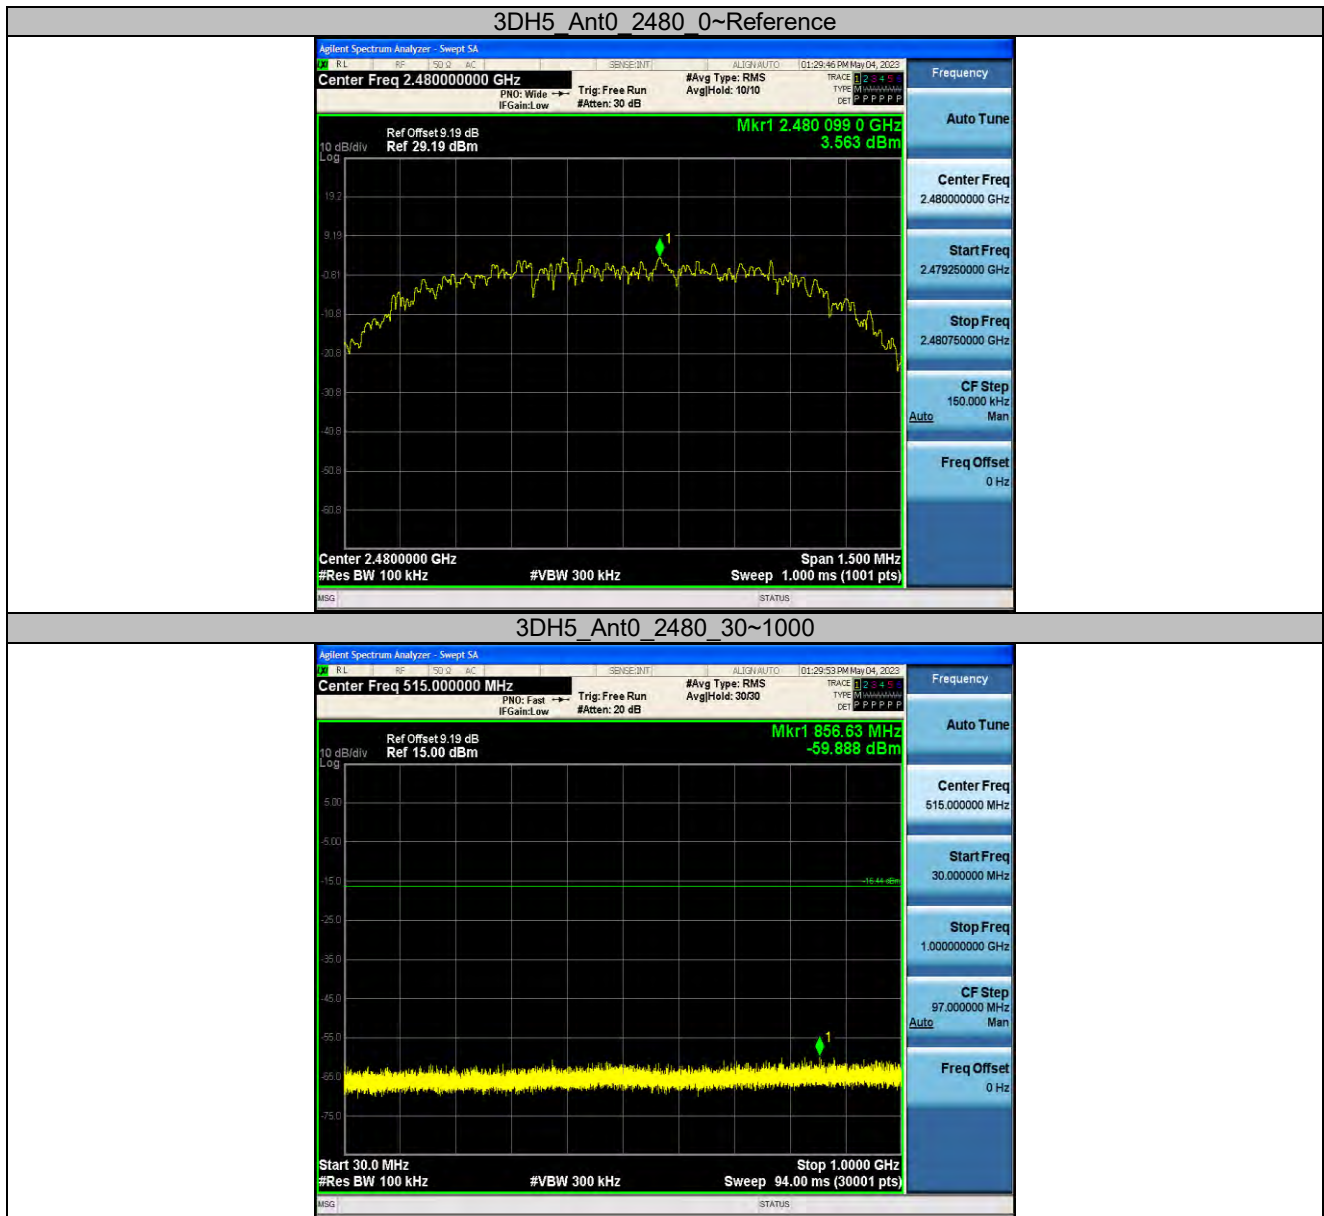 3DH5_Ant0_2480_0~Reference
Agilent Spectrum Analyzer - Swept SA
RL RF 50 Ω AC SENSE:INT ALIGN AUTO 01:29:46 PM May 04, 2023
Center Freq 2.480000000 GHz
PNO: Wide
IFGain:Low
Trig: Free Run
#Atten: 30 dB
#Avg Type: RMS
Avg|Hold: 10/10
TRACE 1 2 3 4 5 6
TYPE M
DET P P P P P P
Mkr1 2.480 099 0 GHz
3.563 dBm
Ref Offset 9.19 dB
10 dB/div Ref 29.19 dBm
Log
19.2
9.19
-0.81
-10.8
-20.8
-30.8
-40.8
-50.8
-60.8
1
Center 2.4800000 GHz
Span 1.500 MHz
#Res BW 100 kHz
#VBW 300 kHz
Sweep 1.000 ms (1001 pts)
MSG
STATUS
Frequency
Auto Tune
Center Freq
2.480000000 GHz
Start Freq
2.479250000 GHz
Stop Freq
2.480750000 GHz
CF Step
150.000 kHz
Auto Man
Freq Offset
0 Hz
3DH5_Ant0_2480_30~1000
Agilent Spectrum Analyzer - Swept SA
RL RF 50 Ω AC SENSE:INT ALIGN AUTO 01:29:53 PM May 04, 2023
Center Freq 515.000000 MHz
PNO: Fast
IFGain:Low
Trig: Free Run
#Atten: 20 dB
#Avg Type: RMS
Avg|Hold: 30/30
TRACE 1 2 3 4 5 6
TYPE M
DET P P P P P P
Mkr1 856.63 MHz
-59.888 dBm
Ref Offset 9.19 dB
10 dB/div Ref 15.00 dBm
Log
5.00
-5.00
-15.0
-25.0
-35.0
-45.0
-55.0
-65.0
-75.0
-16.44 dBm
1
Start 30.0 MHz
Stop 1.0000 GHz
#Res BW 100 kHz
#VBW 300 kHz
Sweep 94.00 ms (30001 pts)
MSG
STATUS
Frequency
Auto Tune
Center Freq
515.000000 MHz
Start Freq
30.000000 MHz
Stop Freq
1.000000000 GHz
CF Step
97.000000 MHz
Auto Man
Freq Offset
0 Hz